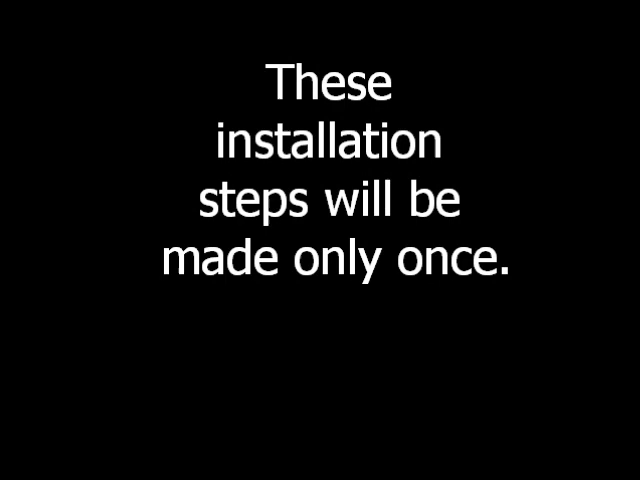 These
installation
steps will be
made only once.